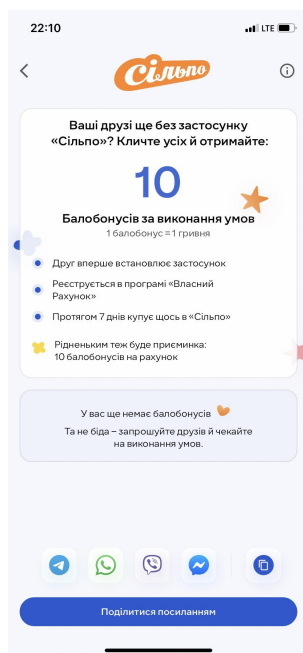 22:10
LTE
Сільпо
Ваші друзі ще без застосунку
«Сільпо»? Кличте усіх й отримайте:
10
Балобонусів за виконання умов
1 балобонус = 1 гривня
Друг вперше встановлює застосунок
Реєструється в програмі «Власний
Рахунок»
Протягом 7 днів купує щось в «Сільпо»
Рідненьким теж буде приєминка:
10 балобонусів на рахунок
У вас ще немає балобонусів
Та не біда – запрошуйте друзів й чекайте
на виконання умов.
Поділитися посиланням